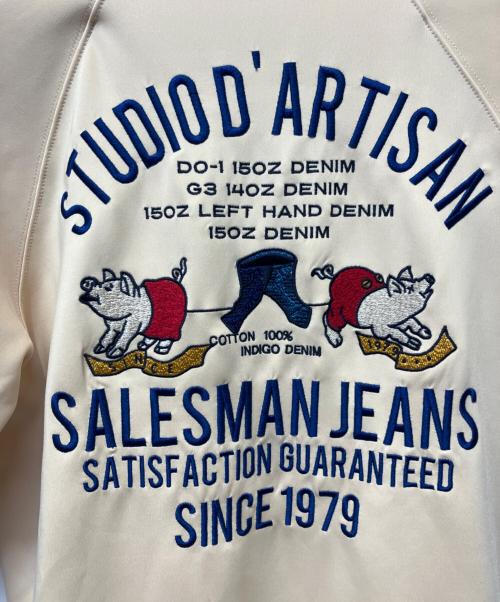 STUDIO D'ARTISAN
DO-1 15OZ DENIM
G3 14OZ DENIM
15OZ LEFT HAND DENIM
15OZ DENIM
COTTON 100%
INDIGO DENIM
SALESMAN JEANS
SATISFACTION GUARANTEED
SINCE 1979